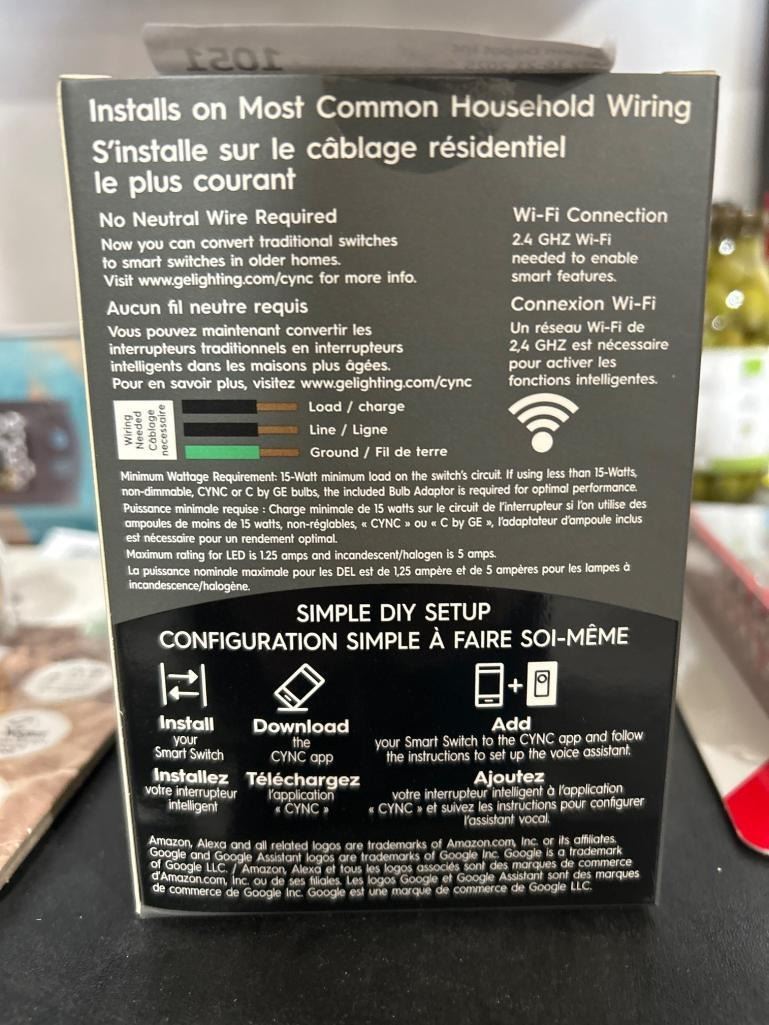 1051
Installs on Most Common Household Wiring
S'installe sur le câblage résidentiel
le plus courant
No Neutral Wire Required
Now you can convert traditional switches
to smart switches in older homes.
Visit www.gelighting.com/cync for more info.
Aucun fil neutre requis
Vous pouvez maintenant convertir les
interrupteurs traditionnels en interrupteurs
intelligents dans les maisons plus âgées.
Pour en savoir plus, visitez www.gelighting.com/cync
Wi-Fi Connection
2.4 GHZ Wi-Fi
needed to enable
smart features.
Connexion Wi-Fi
Un réseau Wi-Fi de
2,4 GHZ est nécessaire
pour activer les
fonctions intelligentes.
Wiring
Needed
Câblage
nécessaire
Load / charge
Line / Ligne
Ground / Fil de terre
Minimum Wattage Requirement: 15-Watt minimum load on the switch's circuit. If using less than 15-Watts,
non-dimmable, CYNC or C by GE bulbs, the included Bulb Adaptor is required for optimal performance.
Puissance minimale requise : Charge minimale de 15 watts sur le circuit de l'interrupteur si l'on utilise des
ampoules de moins de 15 watts, non-réglables, « CYNC » ou « C by GE », l'adaptateur d'ampoule inclus
est nécessaire pour un rendement optimal.
Maximum rating for LED is 1.25 amps and incandescent/halogen is 5 amps.
La puissance nominale maximale pour les DEL est de 1,25 ampère et de 5 ampères pour les lampes à
incandescence/halogène.
SIMPLE DIY SETUP
CONFIGURATION SIMPLE À FAIRE SOI-MÊME
Install
your
Smart Switch
Installez
votre interrupteur
intelligent
Download
the
CYNC app
Téléchargez
l'application
« CYNC »
Add
your Smart Switch to the CYNC app and follow
the instructions to set up the voice assistant.
Ajoutez
votre interrupteur intelligent à l'application
« CYNC » et suivez les instructions pour configurer
l'assistant vocal.
Amazon, Alexa and all related logos are trademarks of Amazon.com, Inc. or its affiliates.
Google and Google Assistant logos are trademarks of Google Inc. Google is a trademark
of Google LLC. / Amazon, Alexa et tous les logos associés sont des marques de commerce
d'Amazon.com, Inc. ou de ses filiales. Les logos Google et Google Assistant sont des marques
de commerce de Google Inc. Google est une marque de commerce de Google LLC.